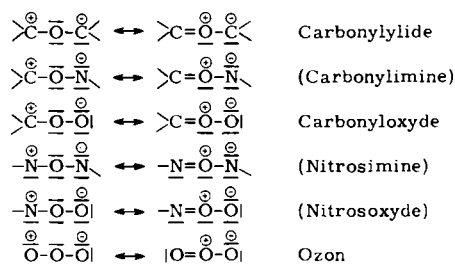 C–O–C ↔ C=O–C Carbonylylide
C–O–N ↔ C=O–N (Carbonylimine)
C–O–O| ↔ C=O–O| Carbonyloxyde
–N–O–N ↔ –N=O–N (Nitrosimine)
–N–O–O| ↔ –N=O–O| (Nitrosoxyde)
O–O–O| ↔ |O=O–O| Ozon